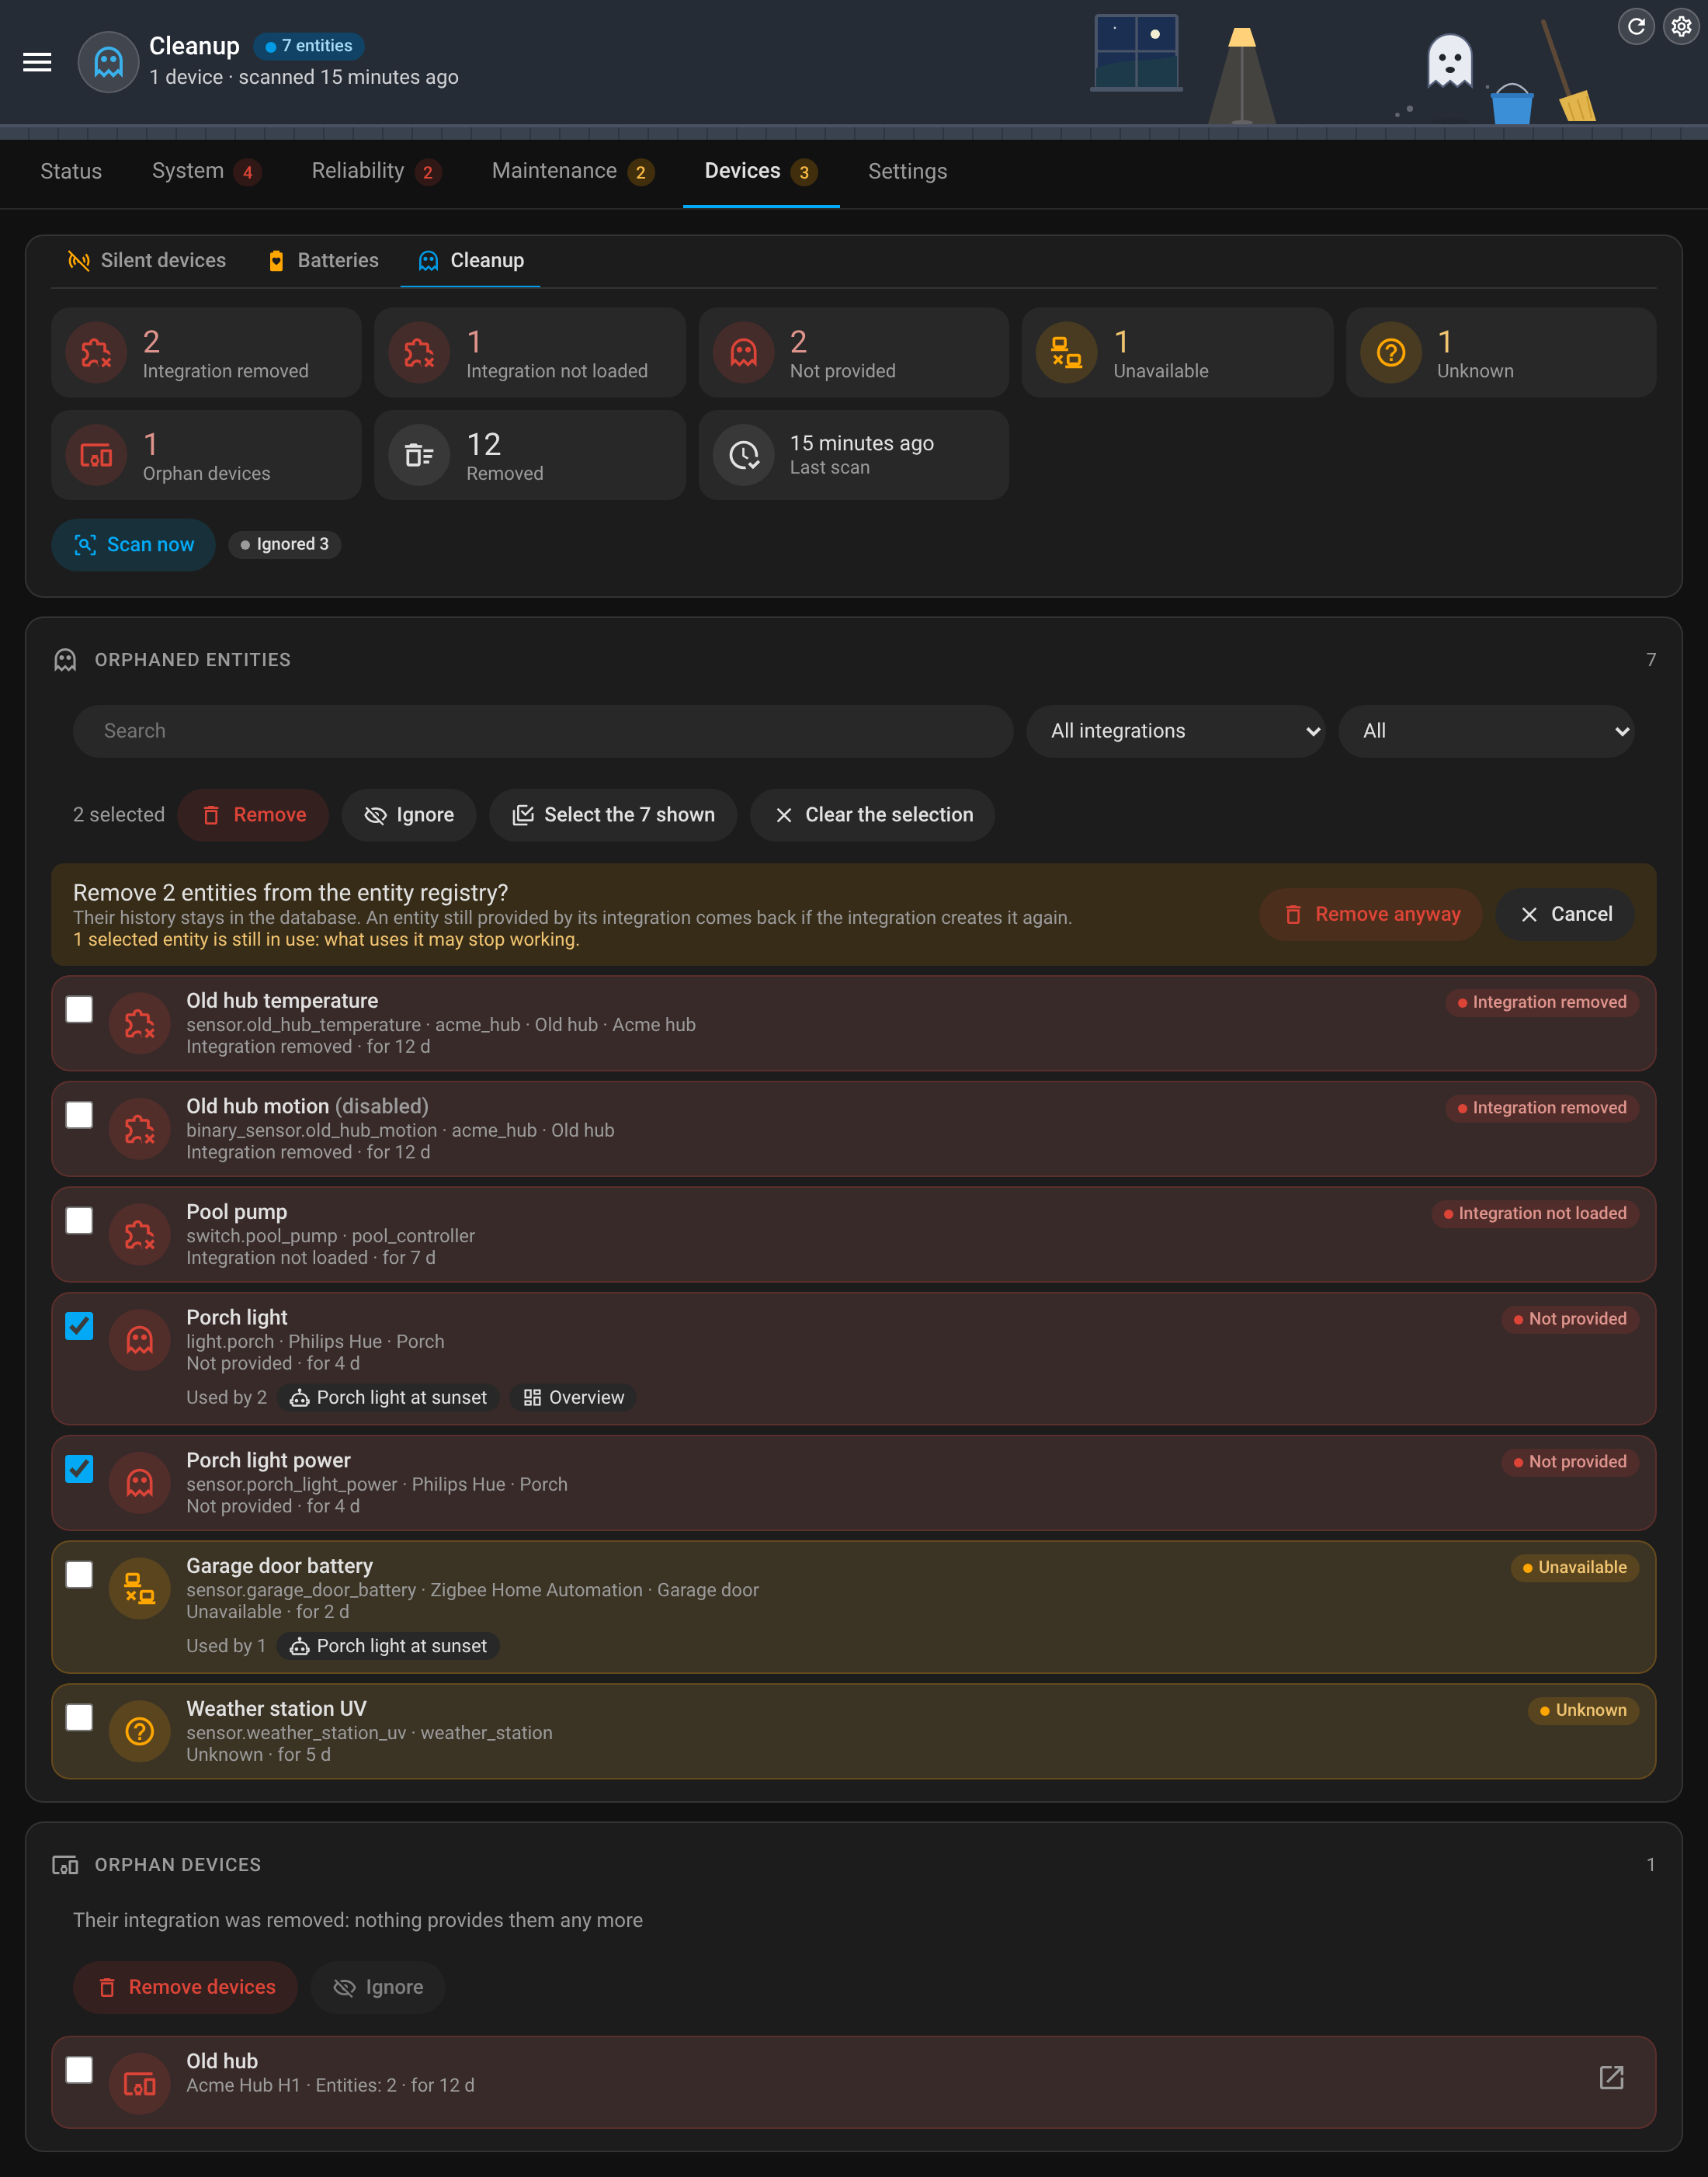 Cleanup
7 entities
1 device · scanned 15 minutes ago
Status
System 4
Reliability 2
Maintenance 2
Devices 3
Settings
Silent devices
Batteries
Cleanup
2
Integration removed
1
Integration not loaded
2
Not provided
1
Unavailable
1
Unknown
1
Orphan devices
12
Removed
15 minutes ago
Last scan
Scan now
Ignored 3
ORPHANED ENTITIES
7
Search
All integrations
All
2 selected
Remove
Ignore
Select the 7 shown
Clear the selection
Remove 2 entities from the entity registry?
Their history stays in the database. An entity still provided by its integration comes back if the integration creates it again.
1 selected entity is still in use: what uses it may stop working.
Remove anyway
Cancel
Old hub temperature
sensor.old_hub_temperature · acme_hub · Old hub · Acme hub
Integration removed · for 12 d
Integration removed
Old hub motion (disabled)
binary_sensor.old_hub_motion · acme_hub · Old hub
Integration removed · for 12 d
Integration removed
Pool pump
switch.pool_pump · pool_controller
Integration not loaded · for 7 d
Integration not loaded
Porch light
light.porch · Philips Hue · Porch
Not provided · for 4 d
Used by 2
Porch light at sunset
Overview
Not provided
Porch light power
sensor.porch_light_power · Philips Hue · Porch
Not provided · for 4 d
Not provided
Garage door battery
sensor.garage_door_battery · Zigbee Home Automation · Garage door
Unavailable · for 2 d
Used by 1
Porch light at sunset
Unavailable
Weather station UV
sensor.weather_station_uv · weather_station
Unknown · for 5 d
Unknown
ORPHAN DEVICES
1
Their integration was removed: nothing provides them any more
Remove devices
Ignore
Old hub
Acme Hub H1 · Entities: 2 · for 12 d